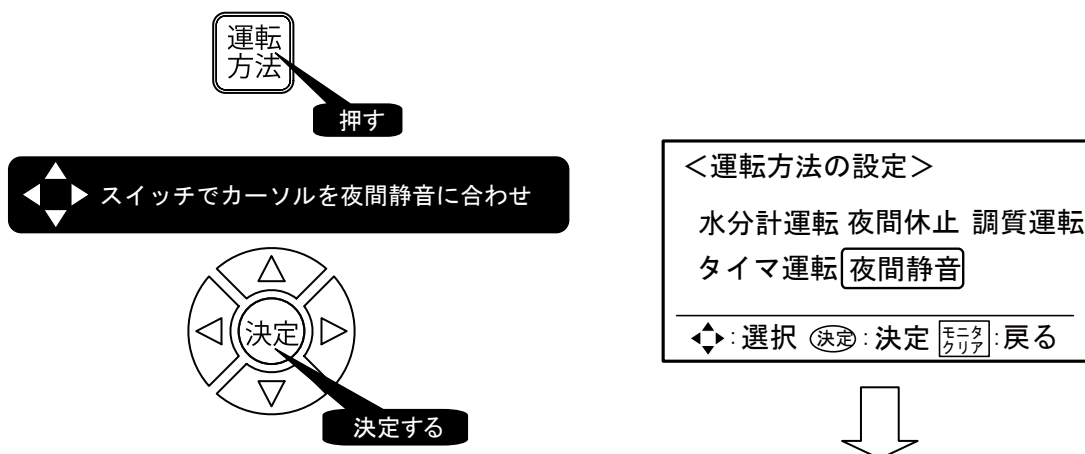 運転
方法
押す
スイッチでカーソルを夜間静音に合わせ
決定
決定する
＜運転方法の設定＞
水分計運転 夜間休止 調質運転
タイマ運転 夜間静音
:選択 決定:決定 モニタクリア:戻る